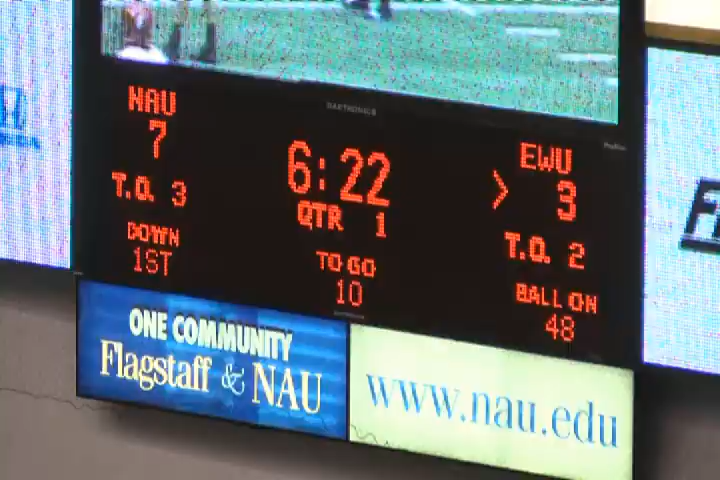 DAKTRONICS
NAU
7
T.O. 3
DOWN
1ST
6:22
QTR 1
TO GO
10
EWU
> 3
T.O. 2
BALL ON
48
ONE COMMUNITY
Flagstaff & NAU
www.nau.edu